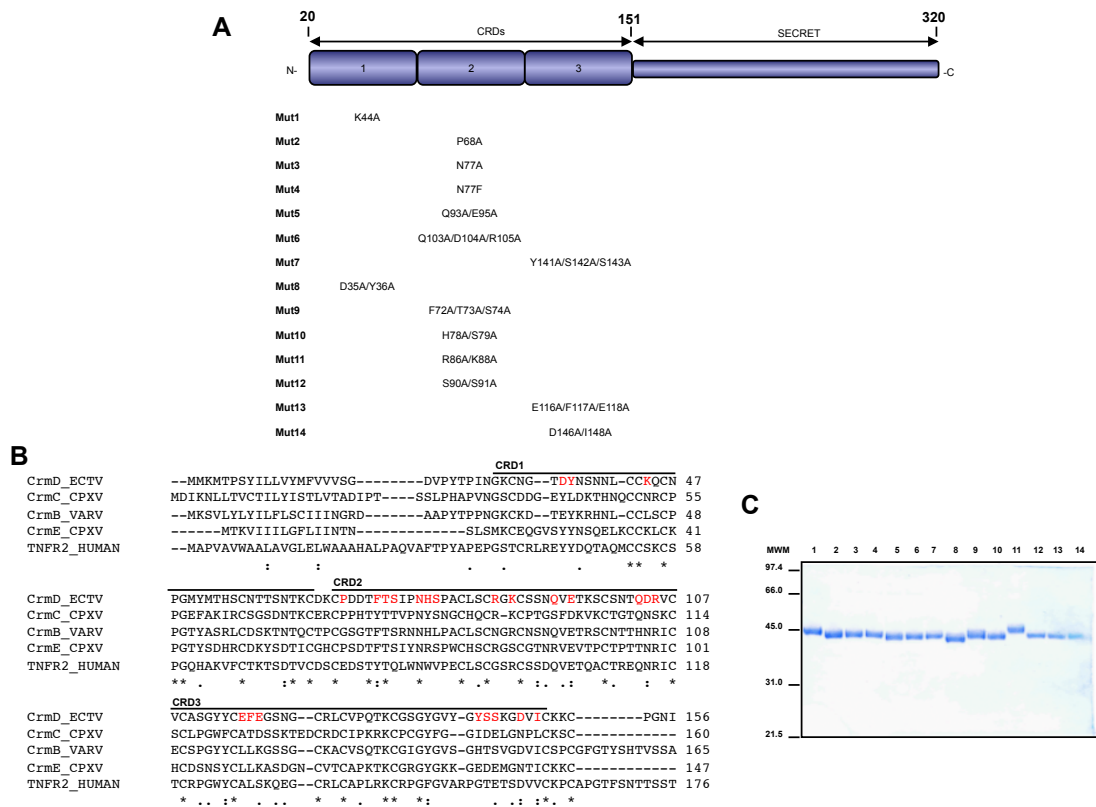 A
20 151 320
CRDs SECRET
N- 1 2 3 -C
Mut1 K44A
Mut2 P68A
Mut3 N77A
Mut4 N77F
Mut5 Q93A/E95A
Mut6 Q103A/D104A/R105A
Mut7 Y141A/S142A/S143A
Mut8 D35A/Y36A
Mut9 F72A/T73A/S74A
Mut10 H78A/S79A
Mut11 R86A/K88A
Mut12 S90A/S91A
Mut13 E116A/F117A/E118A
Mut14 D146A/I148A
B
CRD1
CrmD_ECTV --MMKMTPSYILLVYMFVVVSG--------DVPYTPINGKCNG-TDYNSNNL-CCKQCN 47
CrmC_CPXV MDIKNLLTVCTILYISTLVTADIPT---SSLPHAPVNGSCDDGEYLDKTHNQCCNRCP 55
CrmB_VARV --MKSVLYLYILFLSCIIINGRD-----AAPYTPPNGKCKD-TEYKRHNL-CCLSCP 48
CrmE_CPXV ------MTKVIIILGFLIINTN-------SLSMKCEQGVSYYNSQELKCCKLCK 41
TNFR2_HUMAN --MAPVAVWAALAVGLELWAAAHALPAQVAFTPYAPEPGSTCRLREYYDQTAQMCCSKCS 58
: : . . ** *
CRD2
CrmD_ECTV PGMYMTHSCNTTSNTKCDKCPDDTFTSIPNHSPACLSCRGKCSSNQVETKSCSNTQDRVC 107
CrmC_CPXV PGEFAKIRCSGSDNTKCERCPPHTYTTVPNYSNGCHQCR-KCPTGSFDKVKCTGTQNSKC 114
CrmB_VARV PGTYASRLCDSKTNTQCTPCGSGTFTSRNNHLPACLSCNGRCNSNQVETRSCNTTHNRIC 108
CrmE_CPXV PGTYSDHRCDKYSDTICGHCPSDTFTSIYNRSPWCHSCRGSCGTNRVEVTPCTPTTNRIC 101
TNFR2_HUMAN PGQHAKVFCTKTSDTVCDSCEDSTYTQLWNWVPECLSCGSRCSSDQVETQACTREQNRIC 118
** . * :* * *:* * * .* * . .: * : *
CRD3
CrmD_ECTV VCASGYYCEFEGSNG-CRLCVPQTKCGSGYGVY-GYSSKGDVICKKC--------PGNI 156
CrmC_CPXV SCLPGWFCATDSSKTEDCRDCIPKRKCPCGYFG--GIDELGNPLCKSC---------- 160
CrmB_VARV ECSPGYYCLLKGSSG-CKACVSQTKCGIGYGVS-GHTSVGDVICSPCGFGTYSHTVSSA 165
CrmE_CPXV HCDSNSYCLLKASDGNC-VTCAPKTKCGRGYGKK--GEDEMGNTICKKC---------- 147
TNFR2_HUMAN TCRPGWYCALSKQEG-CRLCAPLRKCRPGFGVARPGTETSDVVCKPCAPGTFSNTTSST 176
* .. :* . . * * . ** *: . .: :*. *
C
MWM 1 2 3 4 5 6 7 8 9 10 11 12 13 14
97.4
66.0
45.0
31.0
21.5